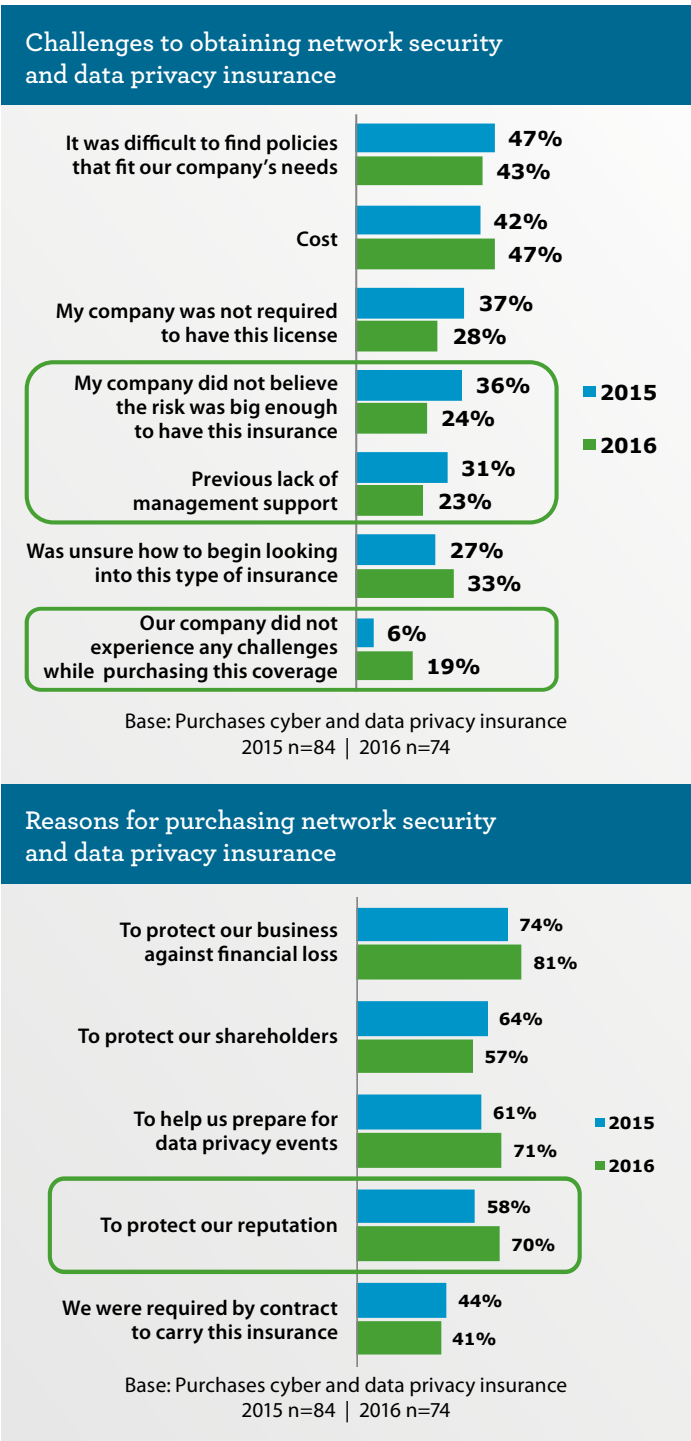 Challenges to obtaining network security
and data privacy insurance
It was difficult to find policies
that fit our company's needs
47%
43%
Cost
42%
47%
My company was not required
to have this license
37%
28%
My company did not believe
the risk was big enough
to have this insurance
36%
24%
2015
2016
Previous lack of
management support
31%
23%
Was unsure how to begin looking
into this type of insurance
27%
33%
Our company did not
experience any challenges
while purchasing this coverage
6%
19%
Base: Purchases cyber and data privacy insurance
2015 n=84 | 2016 n=74
Reasons for purchasing network security
and data privacy insurance
To protect our business
against financial loss
74%
81%
To protect our shareholders
64%
57%
To help us prepare for
data privacy events
61%
71%
2015
2016
To protect our reputation
58%
70%
We were required by contract
to carry this insurance
44%
41%
Base: Purchases cyber and data privacy insurance
2015 n=84 | 2016 n=74